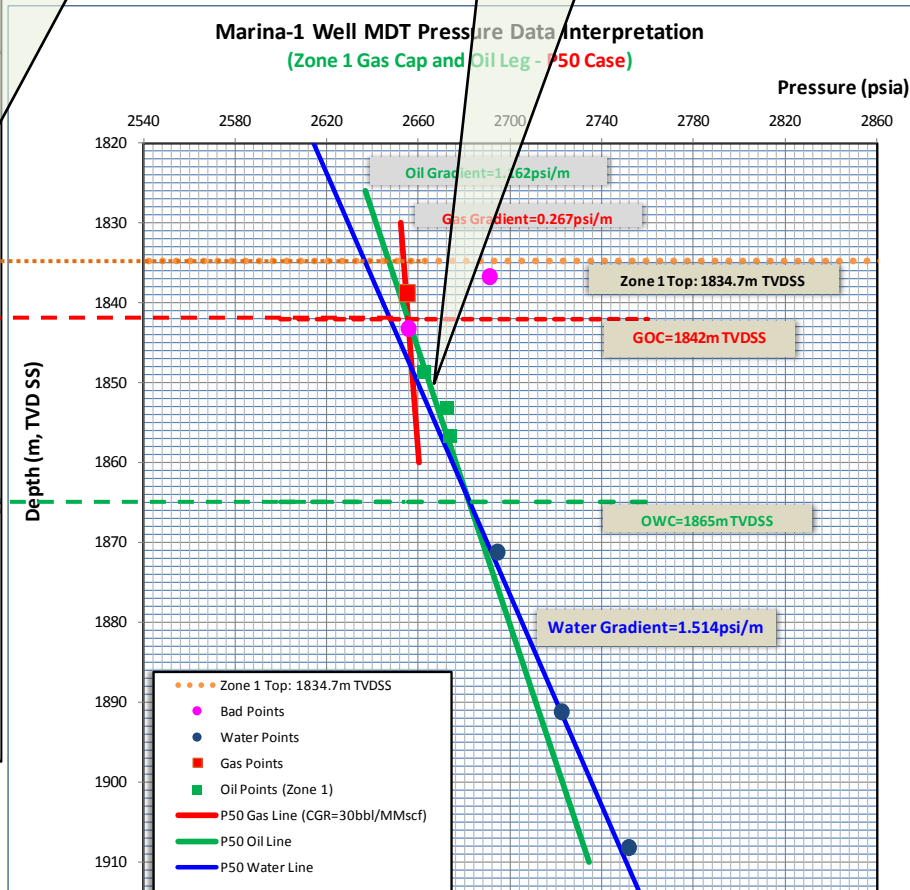 Marina-1 Well MDT Pressure Data Interpretation
(Zone 1 Gas Cap and Oil Leg - P50 Case)
Pressure (psia)
2540 2580 2620 2660 2700 2740 2780 2820 2860
1820
Oil Gradient=1.162psi/m
1830
Gas Gradient=0.267psi/m
Zone 1 Top: 1834.7m TVDSS
1840
GOC=1842m TVDSS
1850
Depth (m, TVD SS)
1860
OWC=1865m TVDSS
1870
1880
Water Gradient=1.514psi/m
1890
1900
1910
Zone 1 Top: 1834.7m TVDSS
Bad Points
Water Points
Gas Points
Oil Points (Zone 1)
P50 Gas Line (CGR=30bbl/MMscf)
P50 Oil Line
P50 Water Line